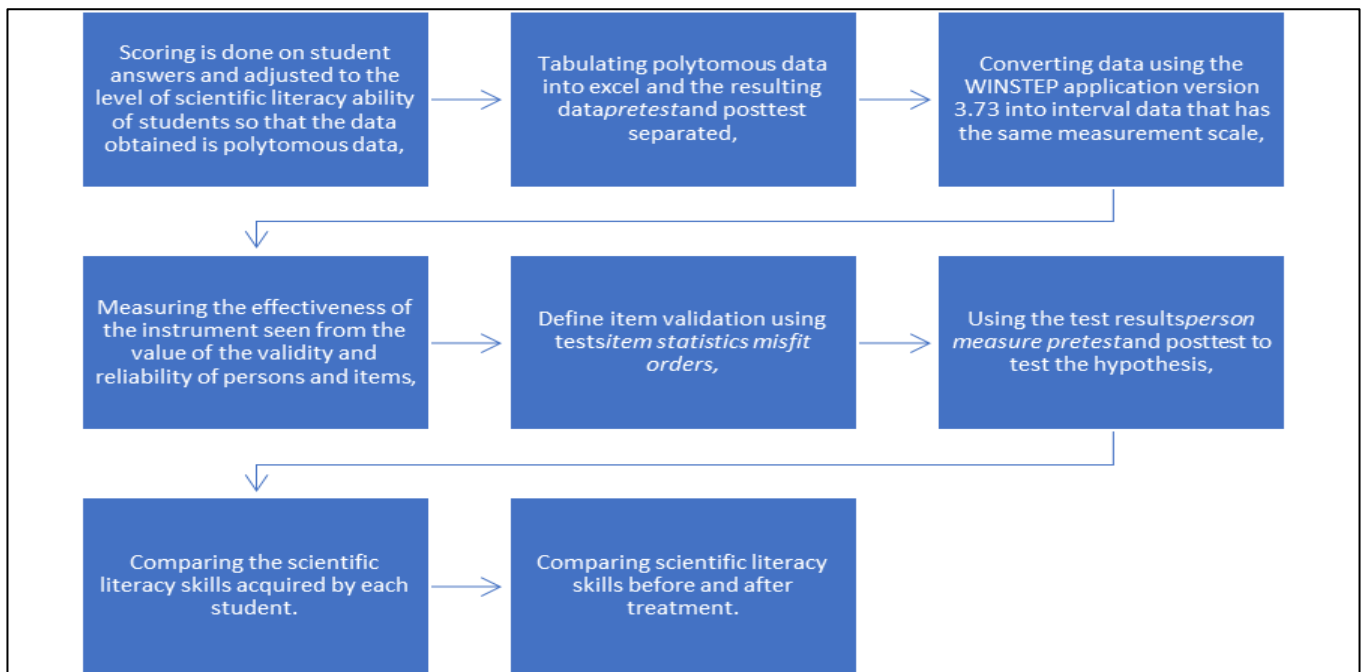 Scoring is done on student
answers and adjusted to the
level of scientific literacy ability
of students so that the data
obtained is polytomous data,
Tabulating polytomous data
into excel and the resulting
datapretestand posttest
separated,
Converting data using the
WINSTEP application version
3.73 into interval data that has
the same measurement scale,
Measuring the effectiveness of
the instrument seen from the
value of the validity and
reliability of persons and items,
Define item validation using
testsitem statistics misfit
orders,
Using the test resultsperson
measure pretestand posttest to
test the hypothesis,
Comparing the scientific
literacy skills acquired by each
student.
Comparing scientific literacy
skills before and after
treatment.